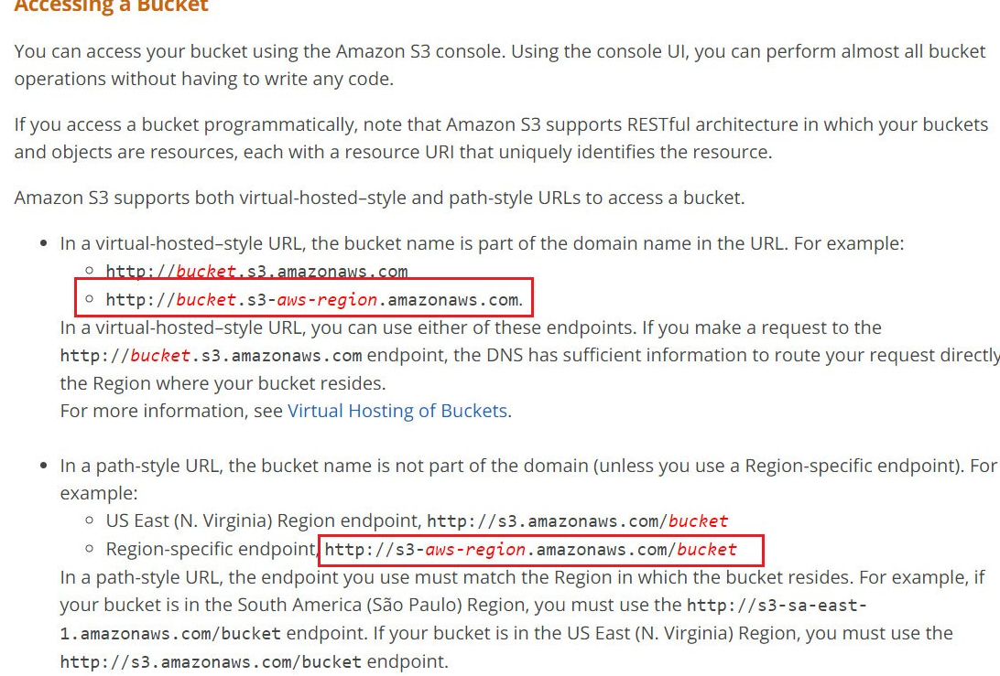 Accessing a Bucket
You can access your bucket using the Amazon S3 console. Using the console UI, you can perform almost all bucket
operations without having to write any code.
If you access a bucket programmatically, note that Amazon S3 supports RESTful architecture in which your buckets
and objects are resources, each with a resource URI that uniquely identifies the resource.
Amazon S3 supports both virtual-hosted–style and path-style URLs to access a bucket.
• In a virtual-hosted–style URL, the bucket name is part of the domain name in the URL. For example:
○ http://bucket.s3.amazonaws.com
○ http://bucket.s3-aws-region.amazonaws.com.
In a virtual-hosted–style URL, you can use either of these endpoints. If you make a request to the
http://bucket.s3.amazonaws.com endpoint, the DNS has sufficient information to route your request directly
the Region where your bucket resides.
For more information, see Virtual Hosting of Buckets.
• In a path-style URL, the bucket name is not part of the domain (unless you use a Region-specific endpoint). For
example:
○ US East (N. Virginia) Region endpoint, http://s3.amazonaws.com/bucket
○ Region-specific endpoint, http://s3-aws-region.amazonaws.com/bucket
In a path-style URL, the endpoint you use must match the Region in which the bucket resides. For example, if
your bucket is in the South America (São Paulo) Region, you must use the http://s3-sa-east-
1.amazonaws.com/bucket endpoint. If your bucket is in the US East (N. Virginia) Region, you must use the
http://s3.amazonaws.com/bucket endpoint.